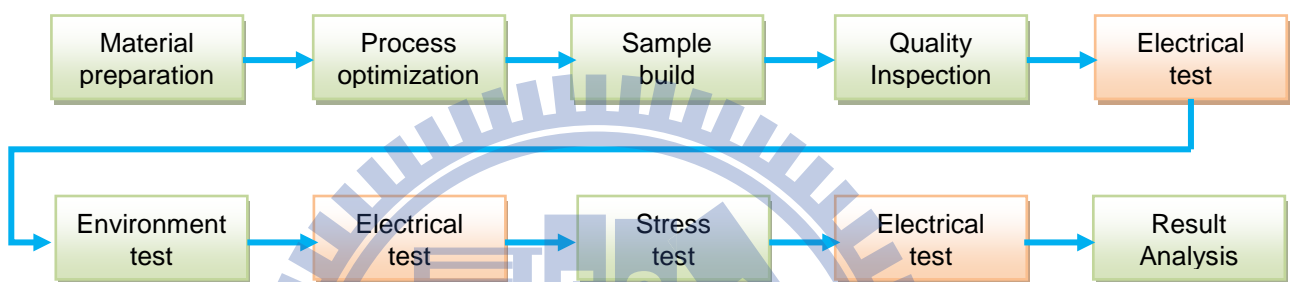 Material
preparation
Process
optimization
Sample
build
Quality
Inspection
Electrical
test
Environment
test
Electrical
test
Stress
test
Electrical
test
Result
Analysis